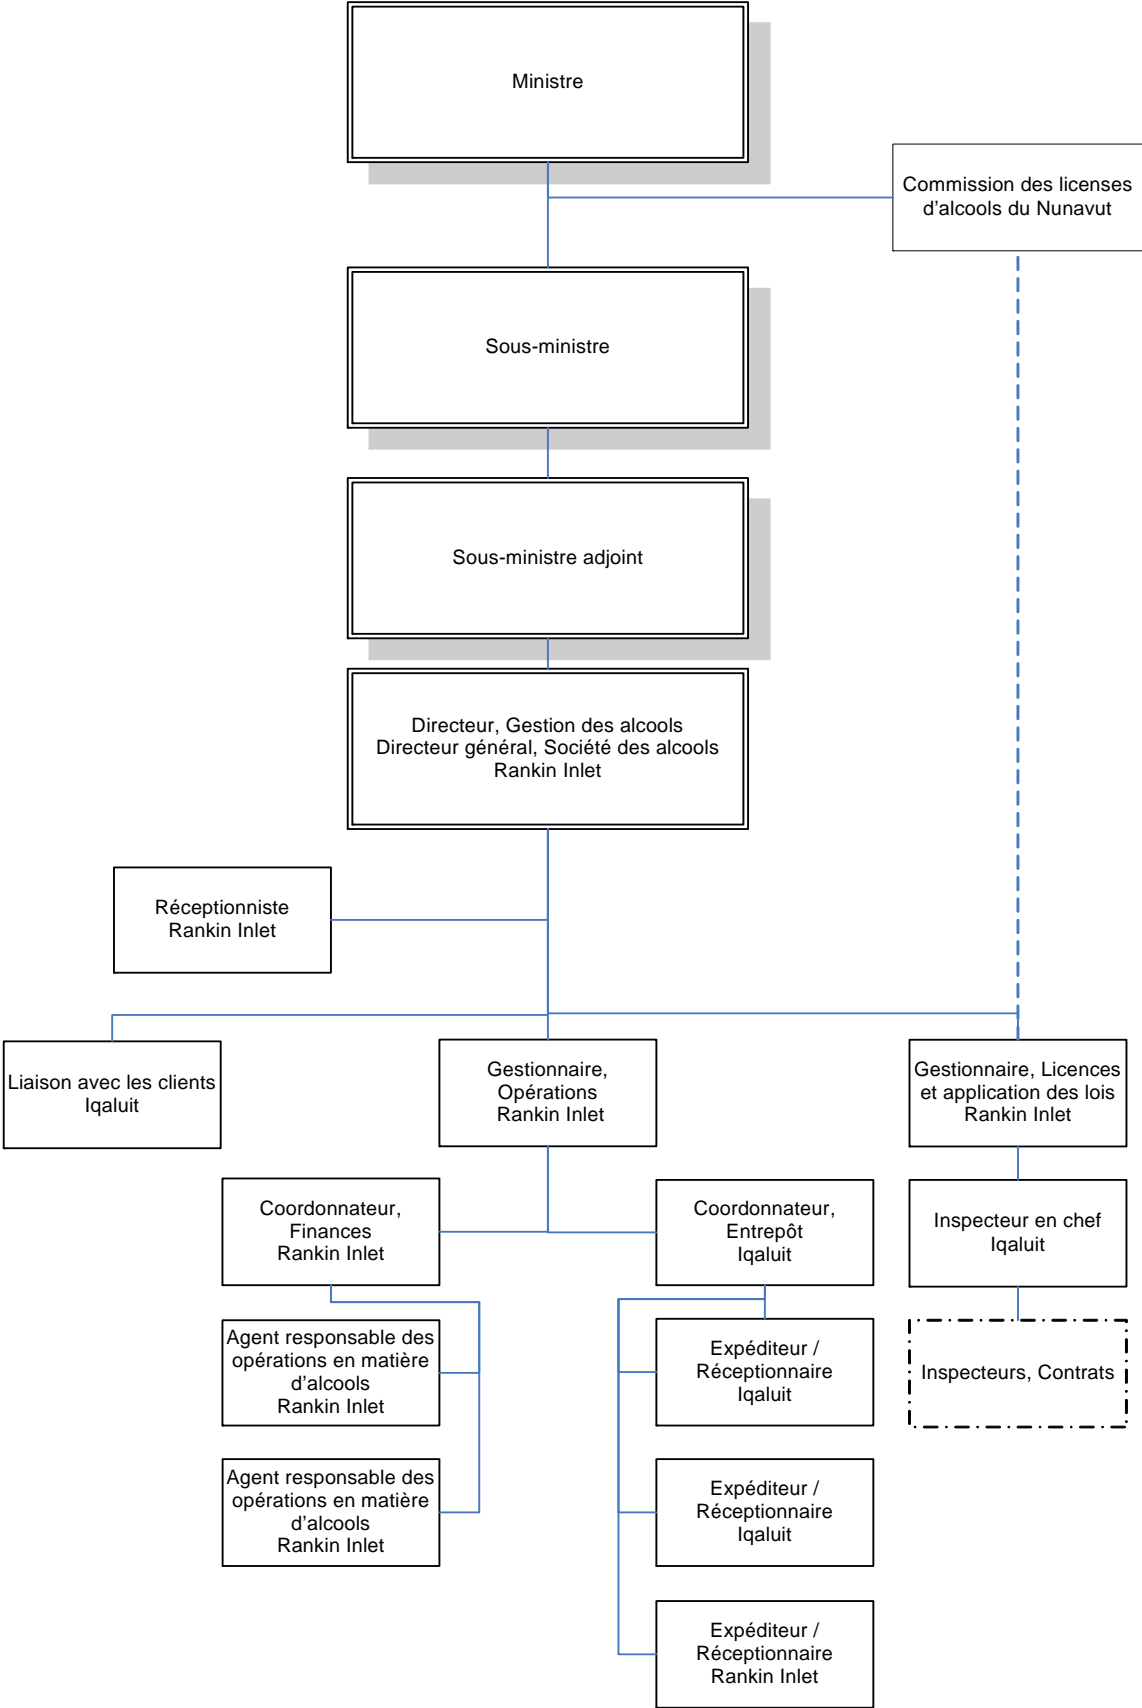 Ministre
Commission des licenses
d'alcools du Nunavut
Sous-ministre
Sous-ministre adjoint
Directeur, Gestion des alcools
Directeur général, Société des alcools
Rankin Inlet
Réceptionniste
Rankin Inlet
Liaison avec les clients
Iqaluit
Gestionnaire,
Opérations
Rankin Inlet
Gestionnaire, Licences
et application des lois
Rankin Inlet
Coordonnateur,
Finances
Rankin Inlet
Coordonnateur,
Entrepôt
Iqaluit
Inspecteur en chef
Iqaluit
Agent responsable des
opérations en matière
d'alcools
Rankin Inlet
Expéditeur /
Réceptionnaire
Iqaluit
Inspecteurs, Contrats
Agent responsable des
opérations en matière
d'alcools
Rankin Inlet
Expéditeur /
Réceptionnaire
Iqaluit
Expéditeur /
Réceptionnaire
Rankin Inlet